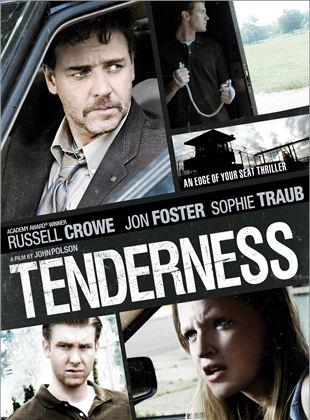 AN EDGE OF YOUR SEAT THRILLER
ACADEMY AWARD® WINNER
RUSSELL CROWE JON FOSTER SOPHIE TRAUB
A FILM BY JOHN POLSON
TENDERNESS